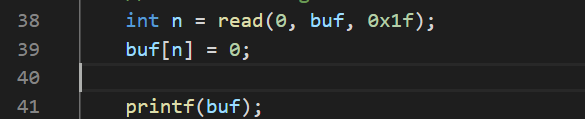 38 int n = read(0, buf, 0x1f);
39 buf[n] = 0;
40
41 printf(buf);